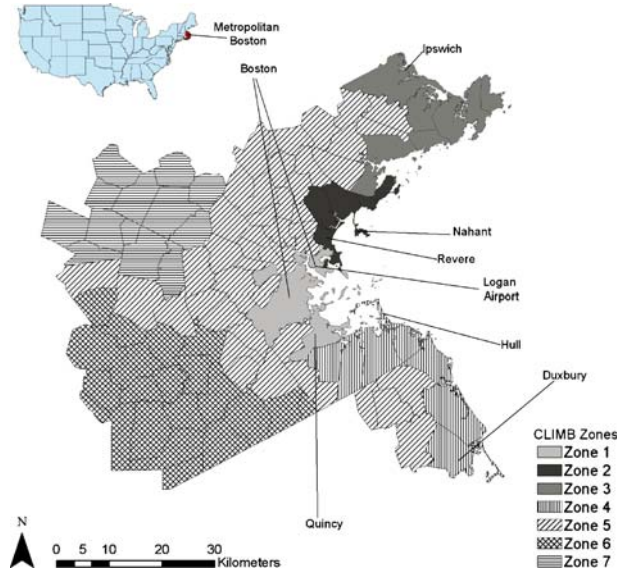 Metropolitan
Boston
Boston
Ipswich
Nahant
Revere
Logan
Airport
Hull
Duxbury
Quincy
CLIMB Zones
Zone 1
Zone 2
Zone 3
Zone 4
Zone 5
Zone 6
Zone 7
N
0 5 10 20 30
Kilometers